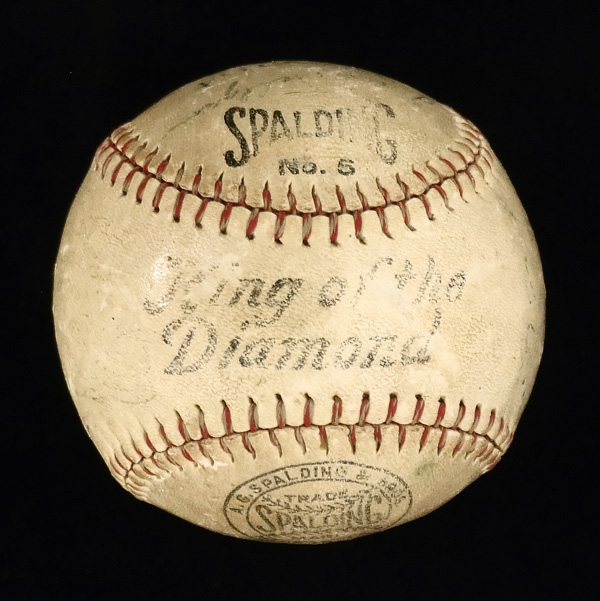 SPALDING
No. 5
King of the
Diamond
A.G. SPALDING & BROS.
TRADE
SPALDING